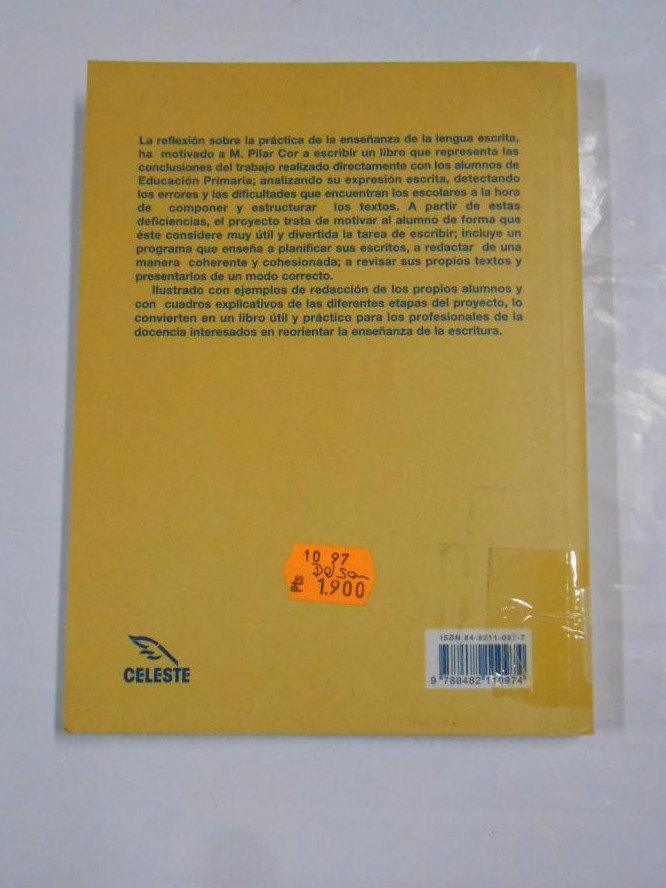 La reflexión sobre la práctica de la enseñanza de la lengua escrita,
ha motivado a M. Pilar Cor a escribir un libro que representa las
conclusiones del trabajo realizado directamente con los alumnos de
Educación Primaria; analizando su expresión escrita, detectando
los errores y las dificultades que encuentran los escolares a la hora
de componer y estructurar los textos. A partir de estas
deficiencias, el proyecto trata de motivar al alumno de forma que
éste considere muy útil y divertida la tarea de escribir; incluye un
programa que enseña a planificar sus escritos, a redactar de una
manera coherente y cohesionada; a revisar sus propios textos y
presentarlos de un modo correcto.
Ilustrado con ejemplos de redacción de los propios alumnos y
con cuadros explicativos de las diferentes etapas del proyecto, lo
convierten en un libro útil y práctico para los profesionales de la
docencia interesados en reorientar la enseñanza de la escritura.
10 97
Pts 1.900
CELESTE
ISBN 84-8211-097-7
9 788482 110974